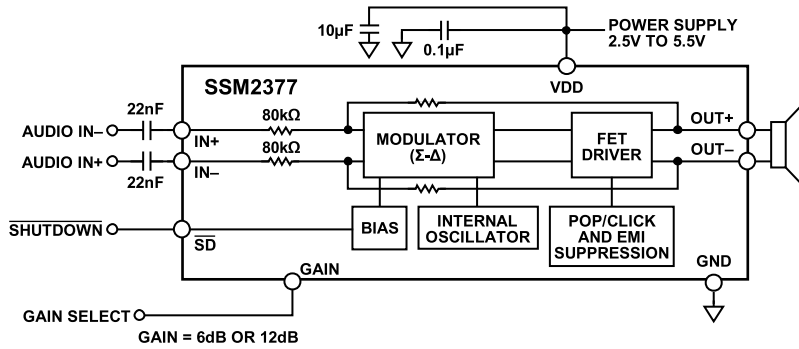 10µF
0.1µF
POWER SUPPLY
2.5V TO 5.5V
VDD
SSM2377
22nF
AUDIO IN–
IN+
80kΩ
MODULATOR
(Σ-Δ)
FET
DRIVER
OUT+
AUDIO IN+
22nF
IN–
80kΩ
OUT–
SHUTDOWN
SD
BIAS
INTERNAL
OSCILLATOR
POP/CLICK
AND EMI
SUPPRESSION
GAIN
GND
GAIN SELECT
GAIN = 6dB OR 12dB